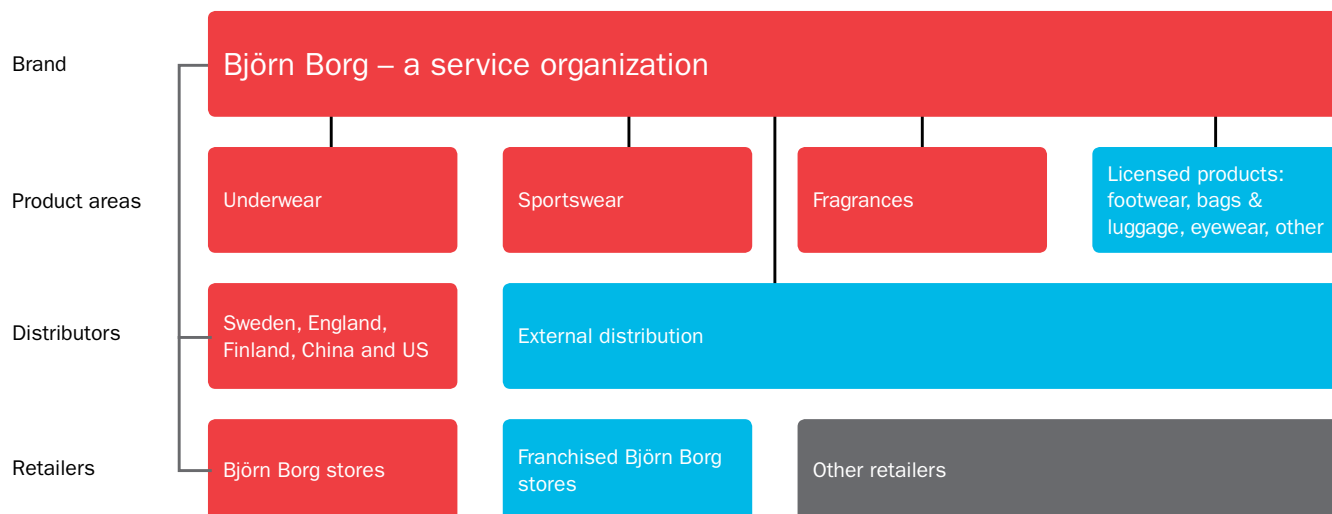 Brand
Björn Borg – a service organization
Product areas
Underwear
Sportswear
Fragrances
Licensed products:
footwear, bags &
luggage, eyewear, other
Distributors
Sweden, England,
Finland, China and US
External distribution
Retailers
Björn Borg stores
Franchised Björn Borg
stores
Other retailers